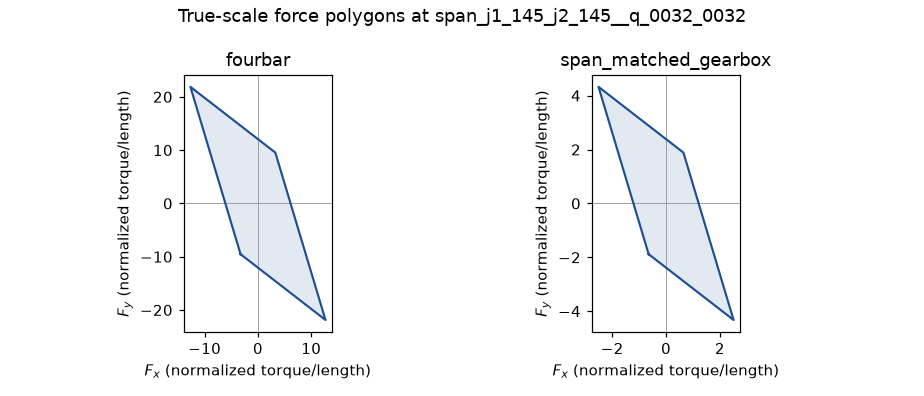 True-scale force polygons at span_j1_145_j2_145__q_0032_0032
fourbar
F_y (normalized torque/length)
20
10
0
−10
−20
−10 0 10
F_x (normalized torque/length)
span_matched_gearbox
F_y (normalized torque/length)
4
2
0
−2
−4
−2 0 2
F_x (normalized torque/length)